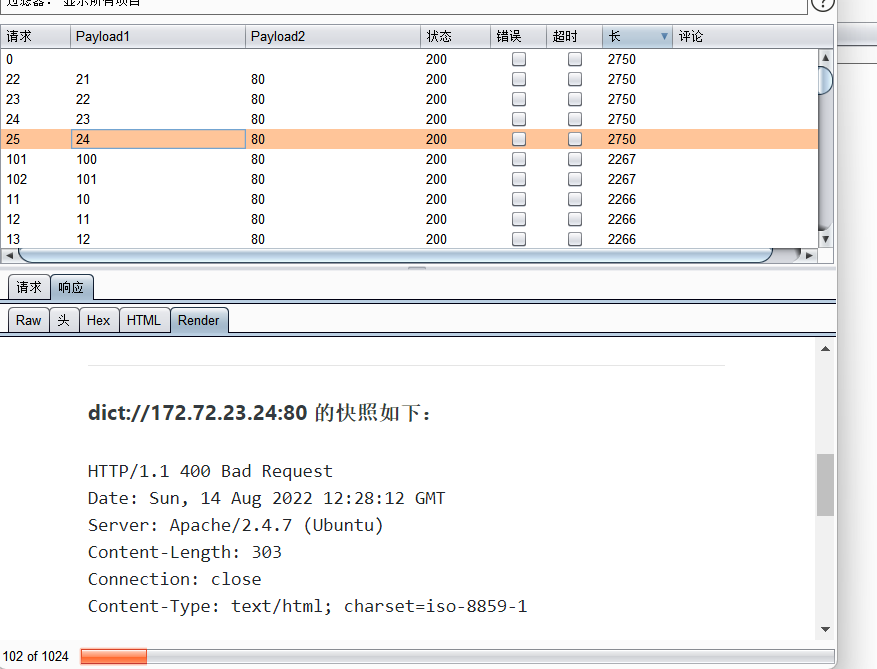 过滤器： 显示所有项目
?
请求 Payload1 Payload2 状态 错误 超时 长 ▼ 评论
0 200 2750
22 21 80 200 2750
23 22 80 200 2750
24 23 80 200 2750
25 24 80 200 2750
101 100 80 200 2267
102 101 80 200 2267
11 10 80 200 2266
12 11 80 200 2266
13 12 80 200 2266
请求 响应
Raw 头 Hex HTML Render
dict://172.72.23.24:80 的快照如下：
HTTP/1.1 400 Bad Request
Date: Sun, 14 Aug 2022 12:28:12 GMT
Server: Apache/2.4.7 (Ubuntu)
Content-Length: 303
Connection: close
Content-Type: text/html; charset=iso-8859-1
102 of 1024